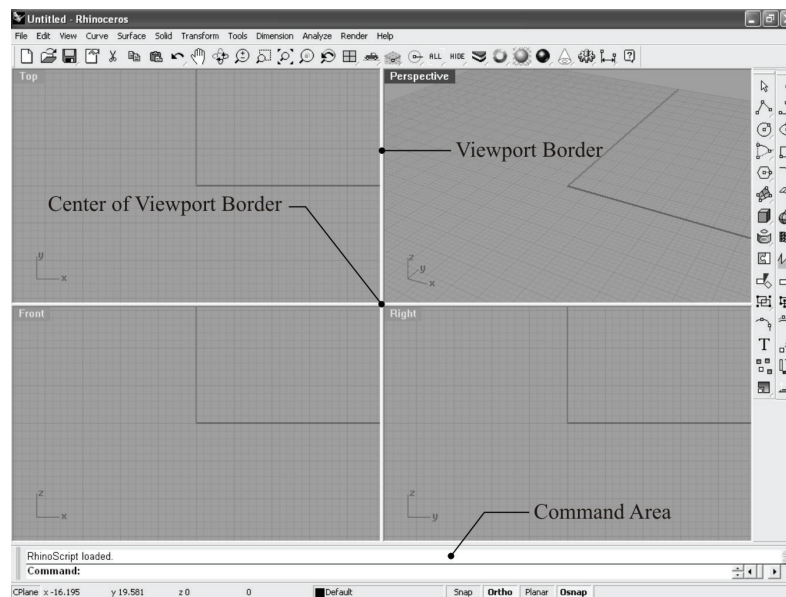 Untitled - Rhinoceros
File Edit View Curve Surface Solid Transform Tools Dimension Analyze Render Help
ALL HIDE
Top
Perspective
Viewport Border
Center of Viewport Border
y
x
z
y
x
Front
Right
z
x
z
y
Command Area
T
RhinoScript loaded.
Command:
CPlane x -16.195 y 19.581 z 0 0 Default Snap Ortho Planar Osnap